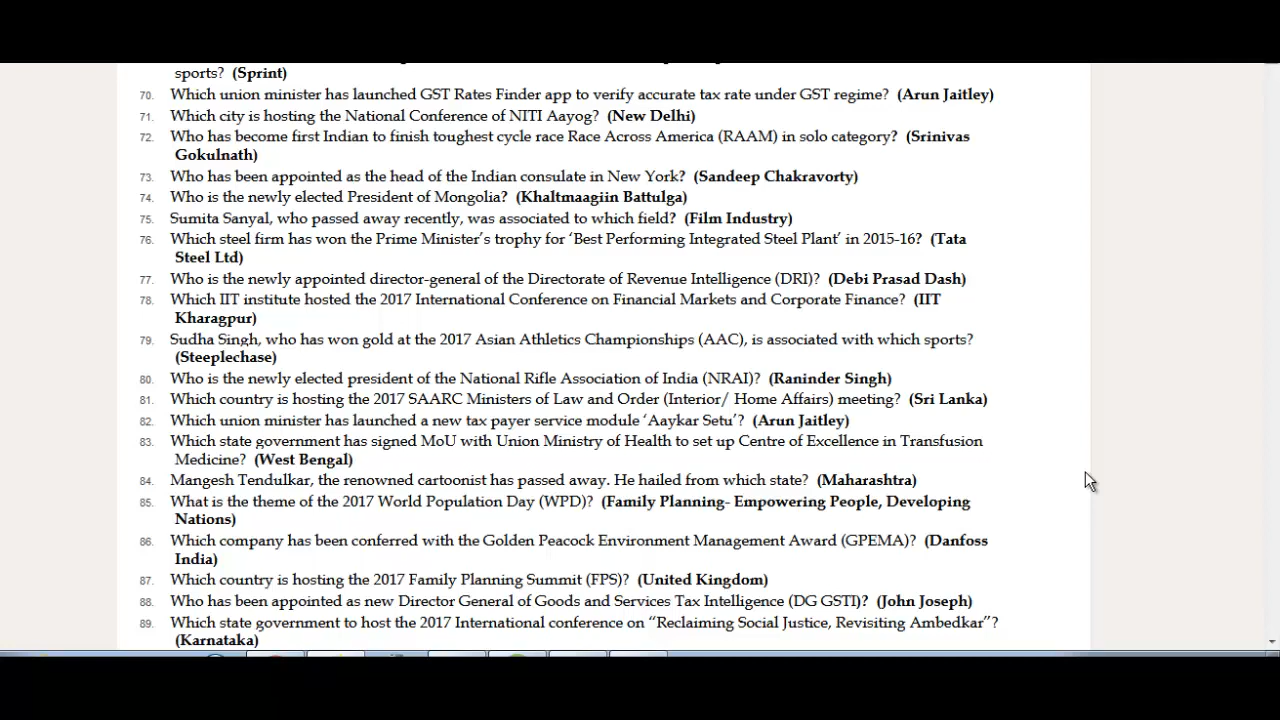 sports? (Sprint)
70. Which union minister has launched GST Rates Finder app to verify accurate tax rate under GST regime? (Arun Jaitley)
71. Which city is hosting the National Conference of NITI Aayog? (New Delhi)
72. Who has become first Indian to finish toughest cycle race Race Across America (RAAM) in solo category? (Srinivas
Gokulnath)
73. Who has been appointed as the head of the Indian consulate in New York? (Sandeep Chakravorty)
74. Who is the newly elected President of Mongolia? (Khaltmaagiin Battulga)
75. Sumita Sanyal, who passed away recently, was associated to which field? (Film Industry)
76. Which steel firm has won the Prime Minister's trophy for 'Best Performing Integrated Steel Plant' in 2015-16? (Tata
Steel Ltd)
77. Who is the newly appointed director-general of the Directorate of Revenue Intelligence (DRI)? (Debi Prasad Dash)
78. Which IIT institute hosted the 2017 International Conference on Financial Markets and Corporate Finance? (IIT
Kharagpur)
79. Sudha Singh, who has won gold at the 2017 Asian Athletics Championships (AAC), is associated with which sports?
(Steeplechase)
80. Who is the newly elected president of the National Rifle Association of India (NRAI)? (Raninder Singh)
81. Which country is hosting the 2017 SAARC Ministers of Law and Order (Interior/ Home Affairs) meeting? (Sri Lanka)
82. Which union minister has launched a new tax payer service module 'Aaykar Setu'? (Arun Jaitley)
83. Which state government has signed MoU with Union Ministry of Health to set up Centre of Excellence in Transfusion
Medicine? (West Bengal)
84. Mangesh Tendulkar, the renowned cartoonist has passed away. He hailed from which state? (Maharashtra)
85. What is the theme of the 2017 World Population Day (WPD)? (Family Planning- Empowering People, Developing
Nations)
86. Which company has been conferred with the Golden Peacock Environment Management Award (GPEMA)? (Danfoss
India)
87. Which country is hosting the 2017 Family Planning Summit (FPS)? (United Kingdom)
88. Who has been appointed as new Director General of Goods and Services Tax Intelligence (DG GSTI)? (John Joseph)
89. Which state government to host the 2017 International conference on "Reclaiming Social Justice, Revisiting Ambedkar"?
(Karnataka)